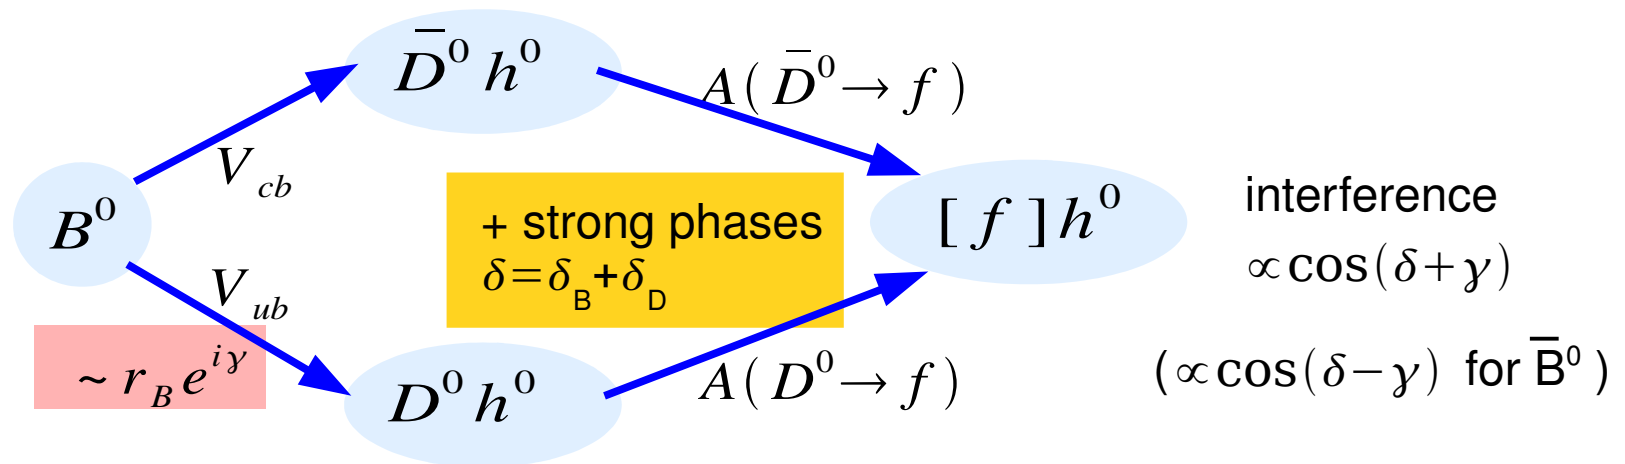 B⁰
V_cb
V_ub
~ r_B e^{iγ}
D̄⁰ h⁰
+ strong phases
δ=δ_B+δ_D
D⁰ h⁰
A(D̄⁰→f)
A(D⁰→f)
[f]h⁰
interference
∝cos(δ+γ)
(∝cos(δ−γ) for B̄⁰)